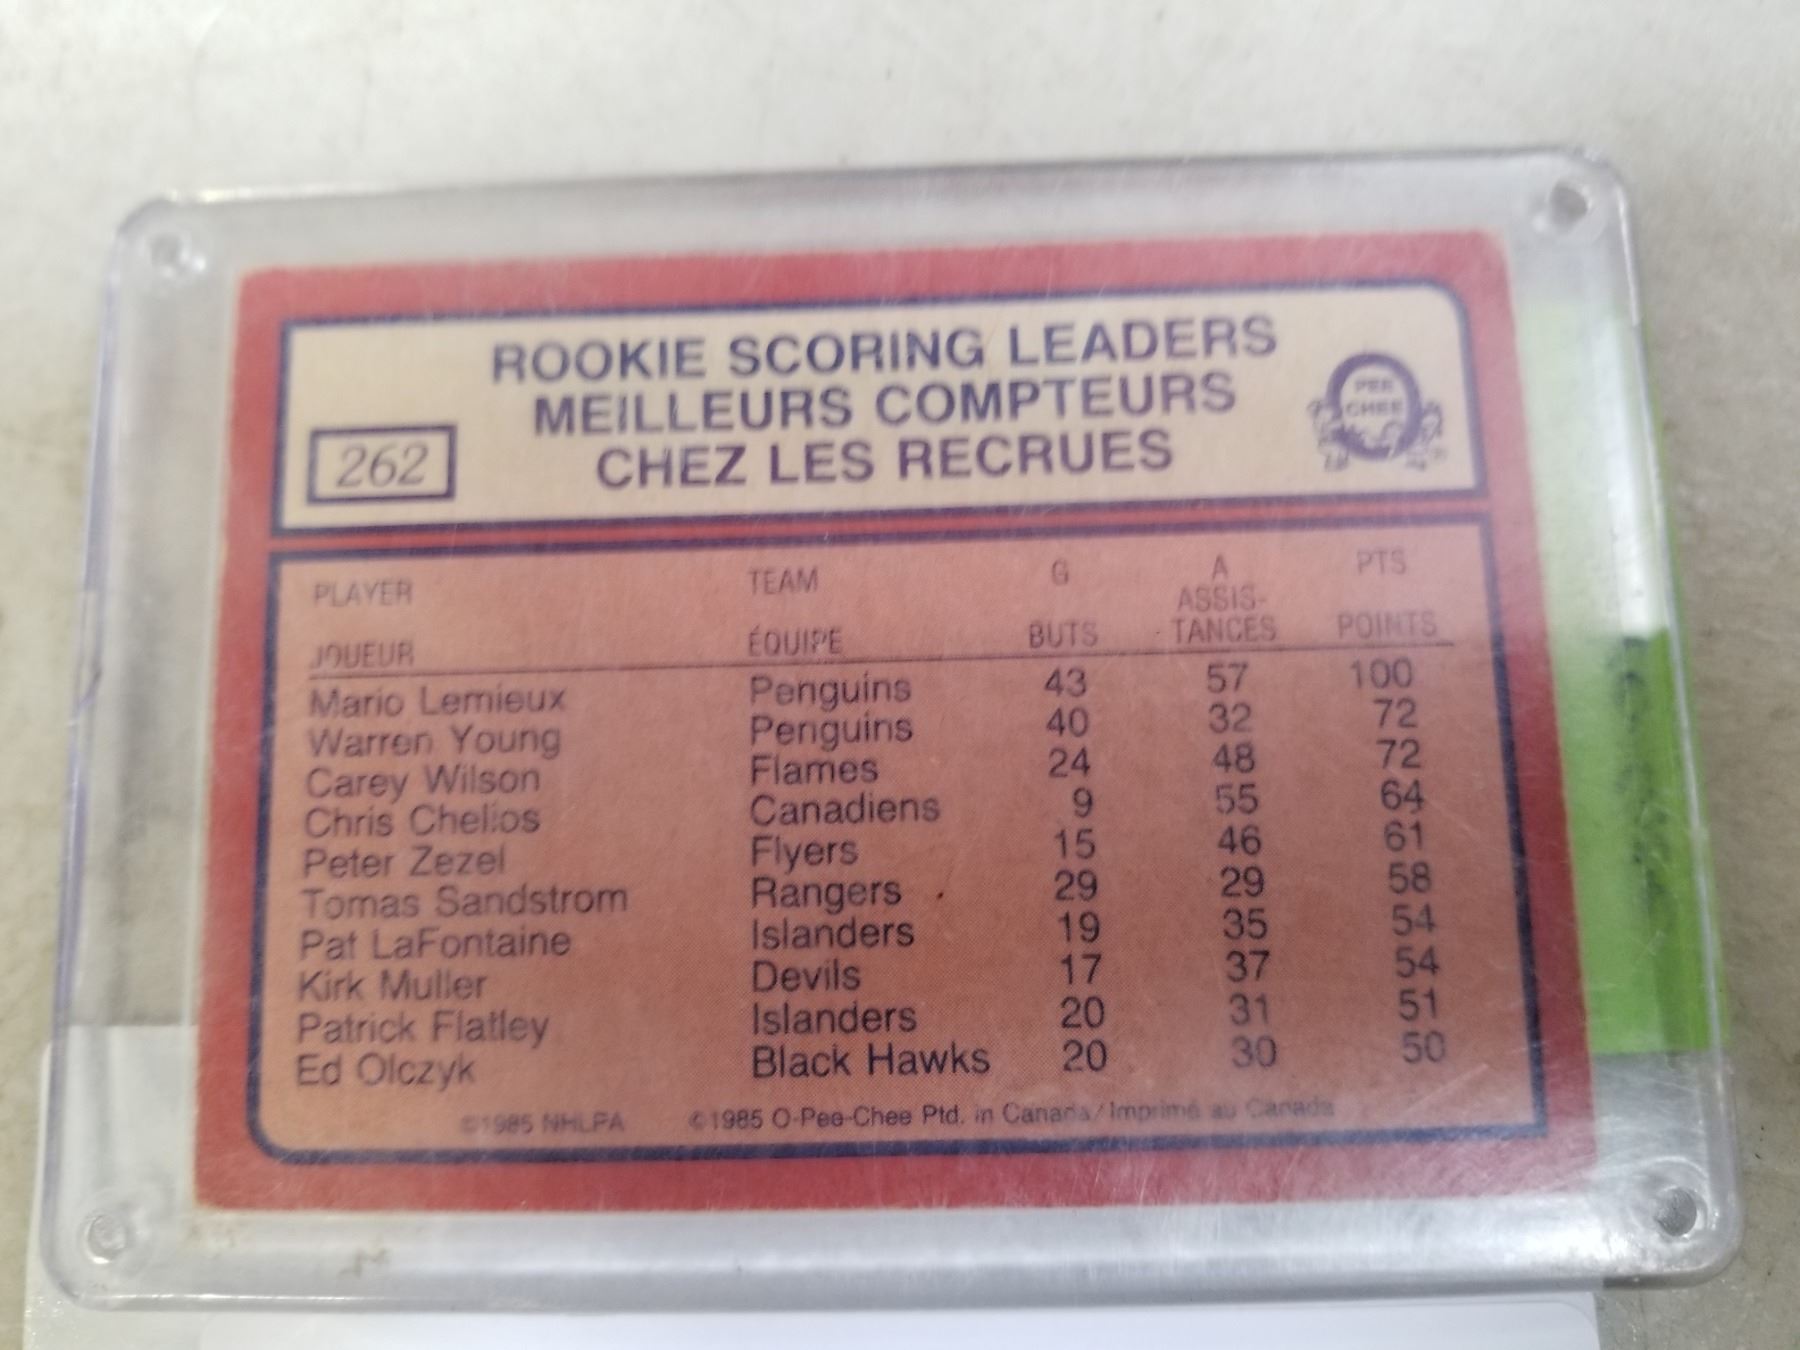 ROOKIE SCORING LEADERS
MEILLEURS COMPTEURS
CHEZ LES RECRUES
262
PEE
CHEE
PLAYER TEAM G A PTS
ASSIS-
JOUEUR ÉQUIPE BUTS TANCES POINTS
Mario Lemieux Penguins 43 57 100
Warren Young Penguins 40 32 72
Carey Wilson Flames 24 48 72
Chris Chelios Canadiens 9 55 64
Peter Zezel Flyers 15 46 61
Tomas Sandstrom Rangers 29 29 58
Pat LaFontaine Islanders 19 35 54
Kirk Muller Devils 17 37 54
Patrick Flatley Islanders 20 31 51
Ed Olczyk Black Hawks 20 30 50
©1985 NHLPA ©1985 O-Pee-Chee Ptd. in Canada/Imprimé au Canada